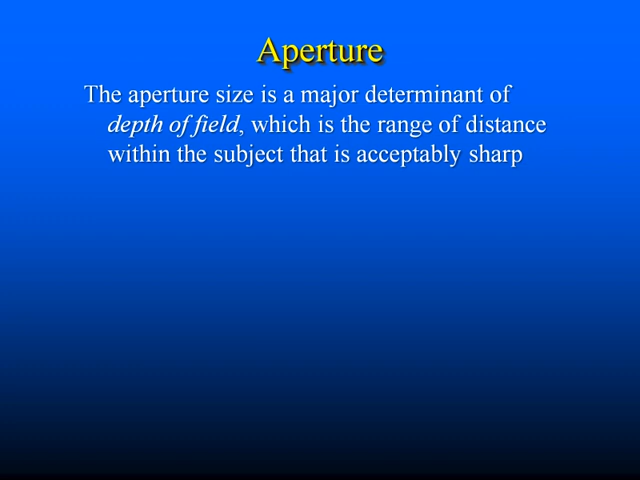 Aperture
The aperture size is a major determinant of
depth of field, which is the range of distance
within the subject that is acceptably sharp